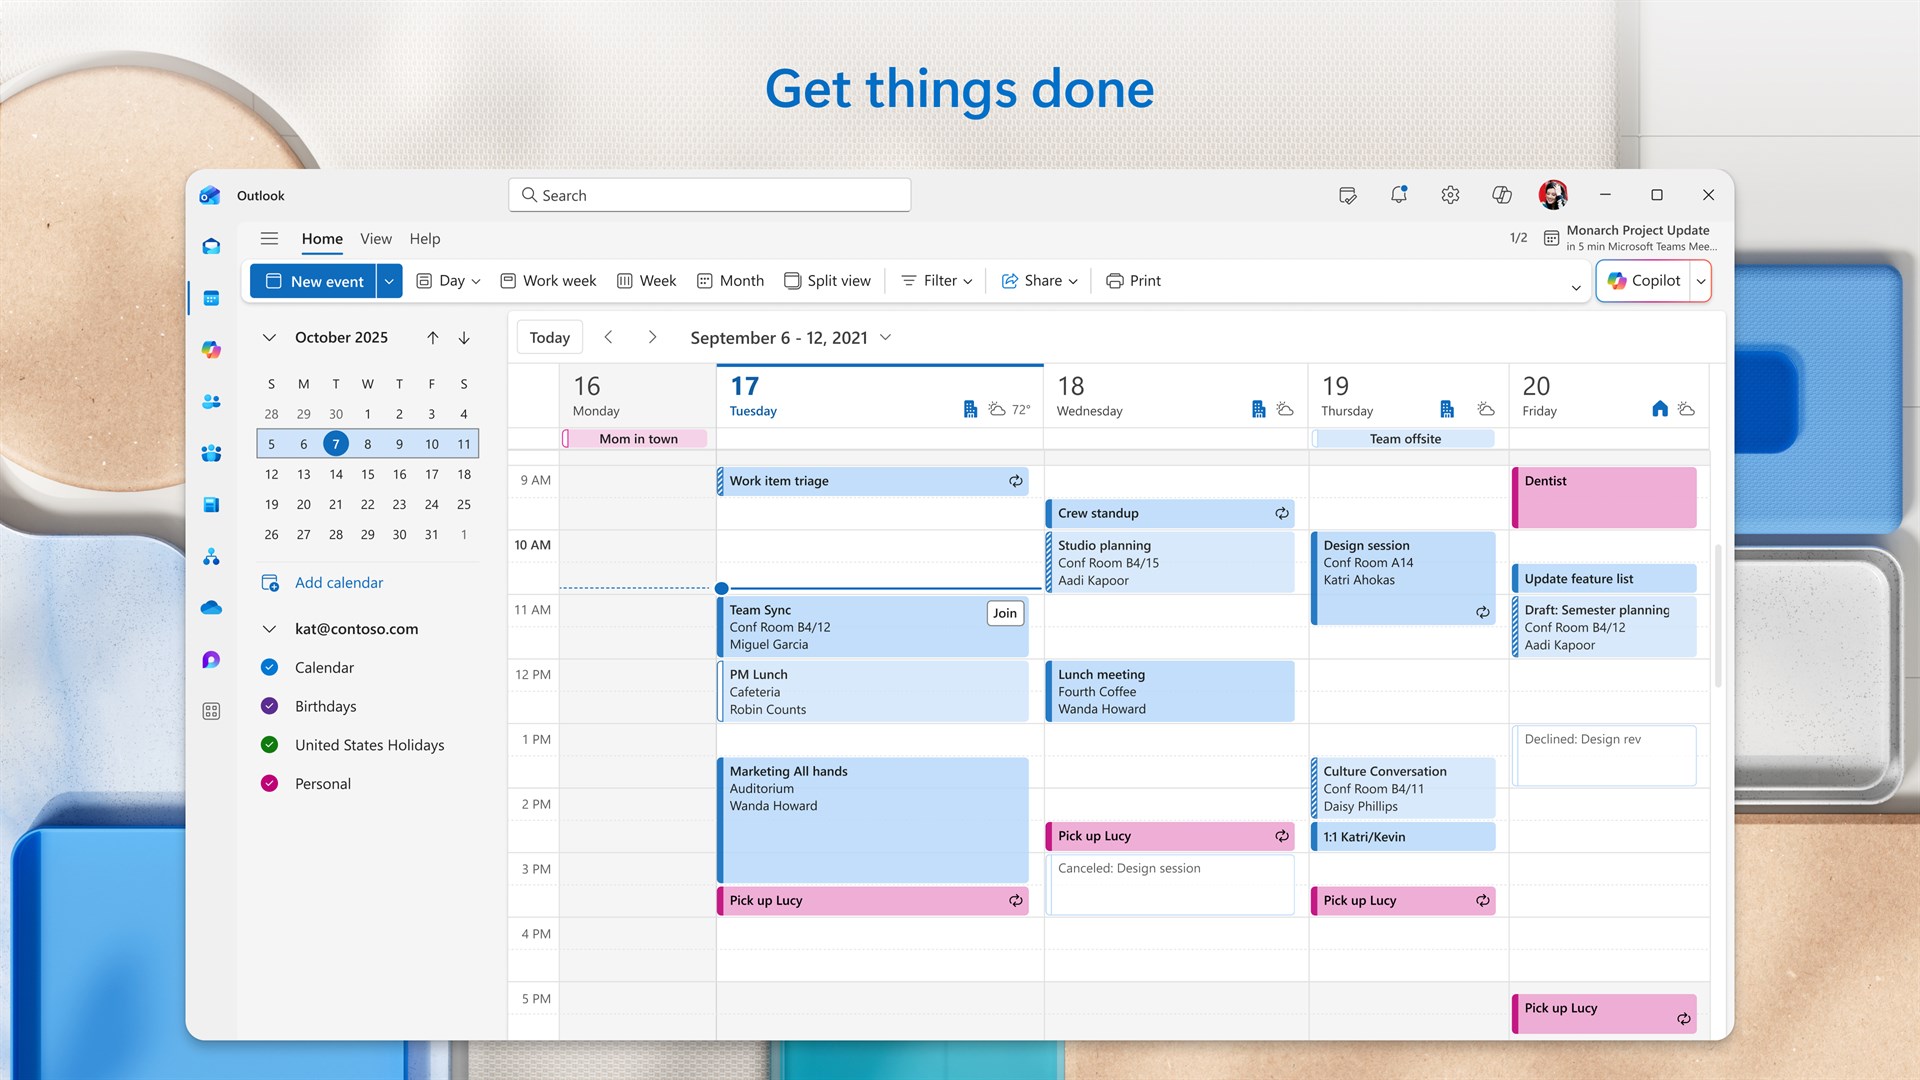 Get things done
Outlook
Search
Home View Help
1/2
Monarch Project Update
in 5 min Microsoft Teams Mee...
New event
Day
Work week
Week
Month
Split view
Filter
Share
Print
Copilot
October 2025
S M T W T F S
28 29 30 1 2 3 4
5 6 7 8 9 10 11
12 13 14 15 16 17 18
19 20 21 22 23 24 25
26 27 28 29 30 31 1
Add calendar
kat@contoso.com
Calendar
Birthdays
United States Holidays
Personal
Today
September 6 - 12, 2021
16
Monday
17
Tuesday
72°
18
Wednesday
19
Thursday
20
Friday
Mom in town
Team offsite
9 AM
10 AM
11 AM
12 PM
1 PM
2 PM
3 PM
4 PM
5 PM
Work item triage
Team Sync
Conf Room B4/12
Miguel Garcia
Join
PM Lunch
Cafeteria
Robin Counts
Marketing All hands
Auditorium
Wanda Howard
Pick up Lucy
Crew standup
Studio planning
Conf Room B4/15
Aadi Kapoor
Lunch meeting
Fourth Coffee
Wanda Howard
Pick up Lucy
Canceled: Design session
Design session
Conf Room A14
Katri Ahokas
Culture Conversation
Conf Room B4/11
Daisy Phillips
1:1 Katri/Kevin
Pick up Lucy
Dentist
Update feature list
Draft: Semester planning
Conf Room B4/12
Aadi Kapoor
Declined: Design rev
Pick up Lucy